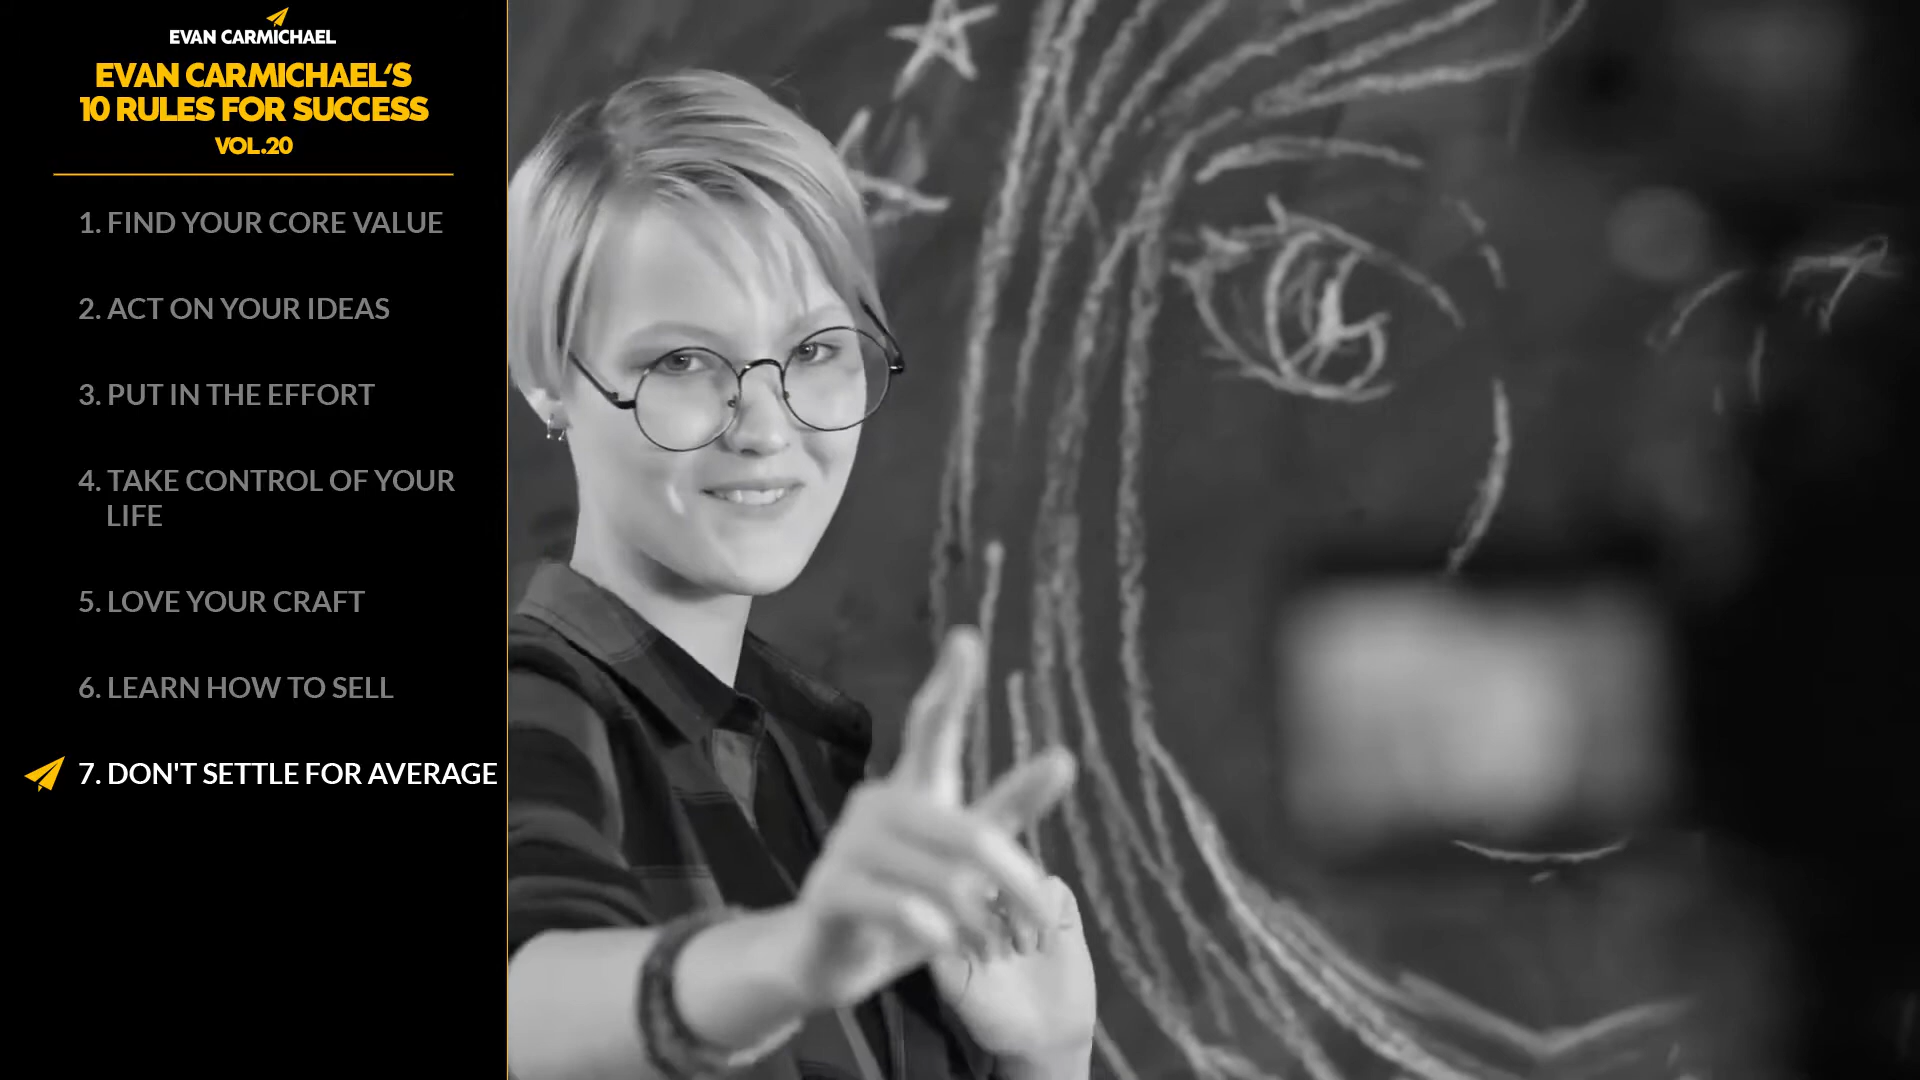 EVAN CARMICHAEL
EVAN CARMICHAEL'S
10 RULES FOR SUCCESS
VOL.20
1. FIND YOUR CORE VALUE
2. ACT ON YOUR IDEAS
3. PUT IN THE EFFORT
4. TAKE CONTROL OF YOUR
LIFE
5. LOVE YOUR CRAFT
6. LEARN HOW TO SELL
7. DON'T SETTLE FOR AVERAGE